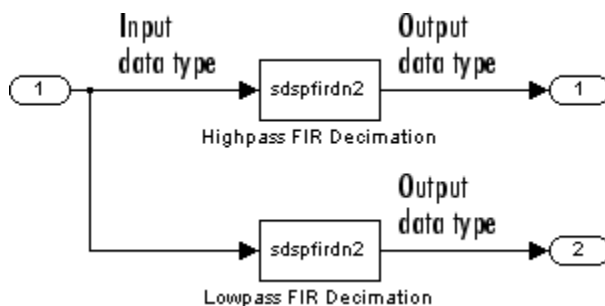 Input
data type
Output
data type
1
sdspfirdn2
1
Highpass FIR Decimation
Output
data type
sdspfirdn2
2
Lowpass FIR Decimation